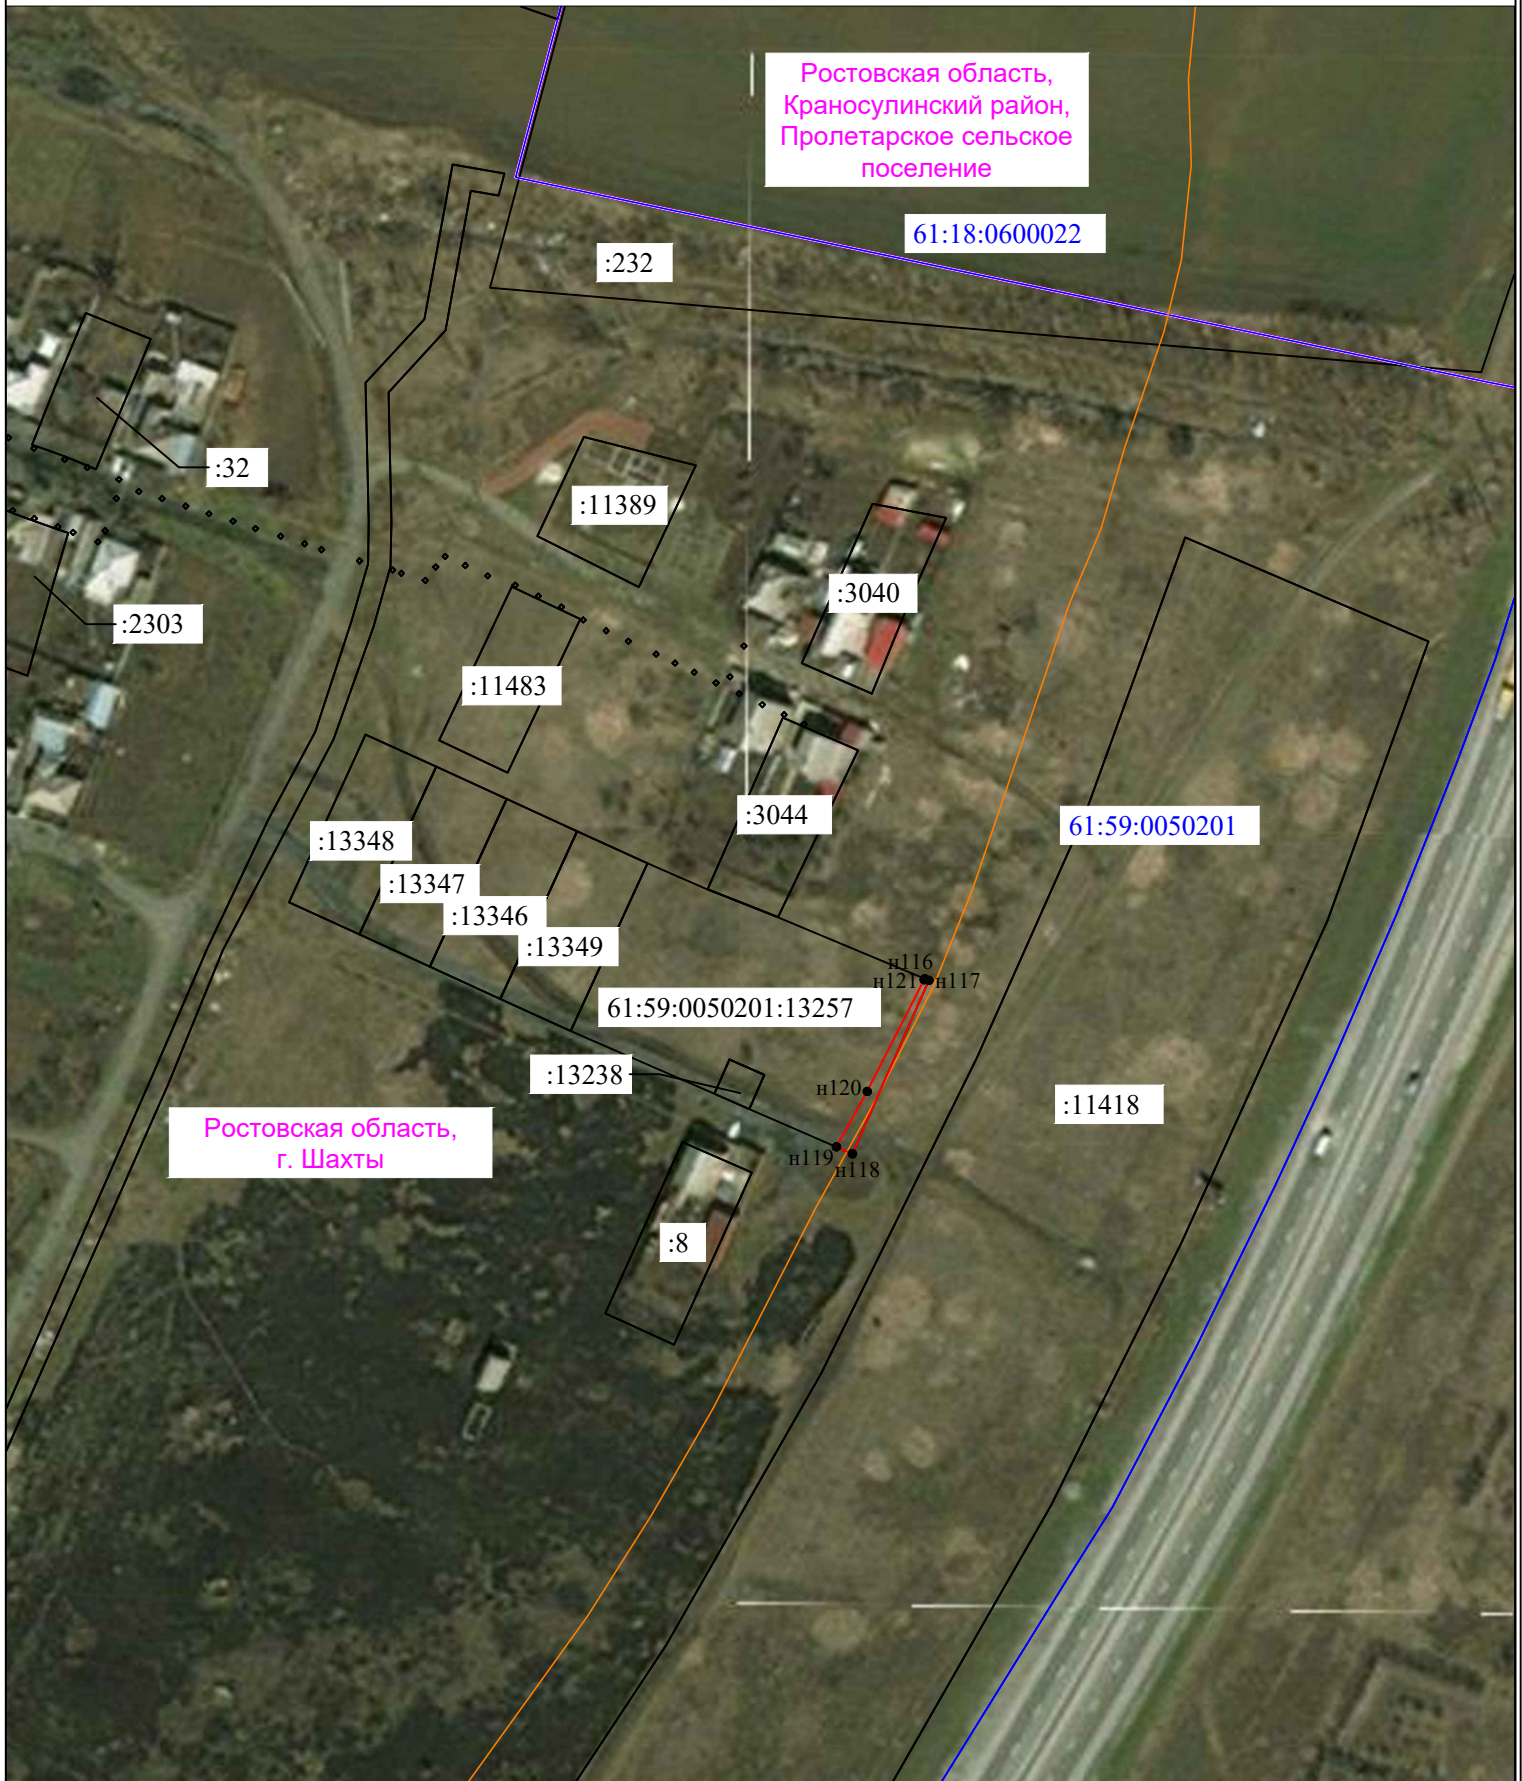 Ростовская область,
Краносулинский район,
Пролетарское сельское
поселение
61:18:0600022
:232
:32
:11389
:3040
:2303
:11483
:3044
61:59:0050201
:13348
:13347
:13346
:13349
н116
н121
н117
61:59:0050201:13257
:13238
н120
:11418
Ростовская область,
г. Шахты
н119
н118
:8